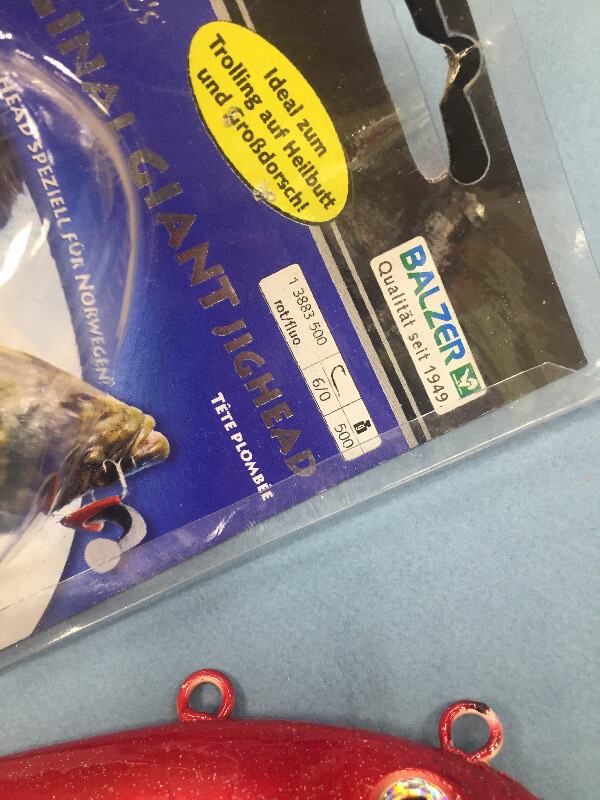 Ideal zum
Trolling auf Heilbutt
und Großdorsch!
GIANT JIGHEAD
SPEZIELL FÜR NORWEGEN!
TÊTE PLOMBÉE
1 3883 500
rot/fluo
6/0
500
BALZER
Qualität seit 1949